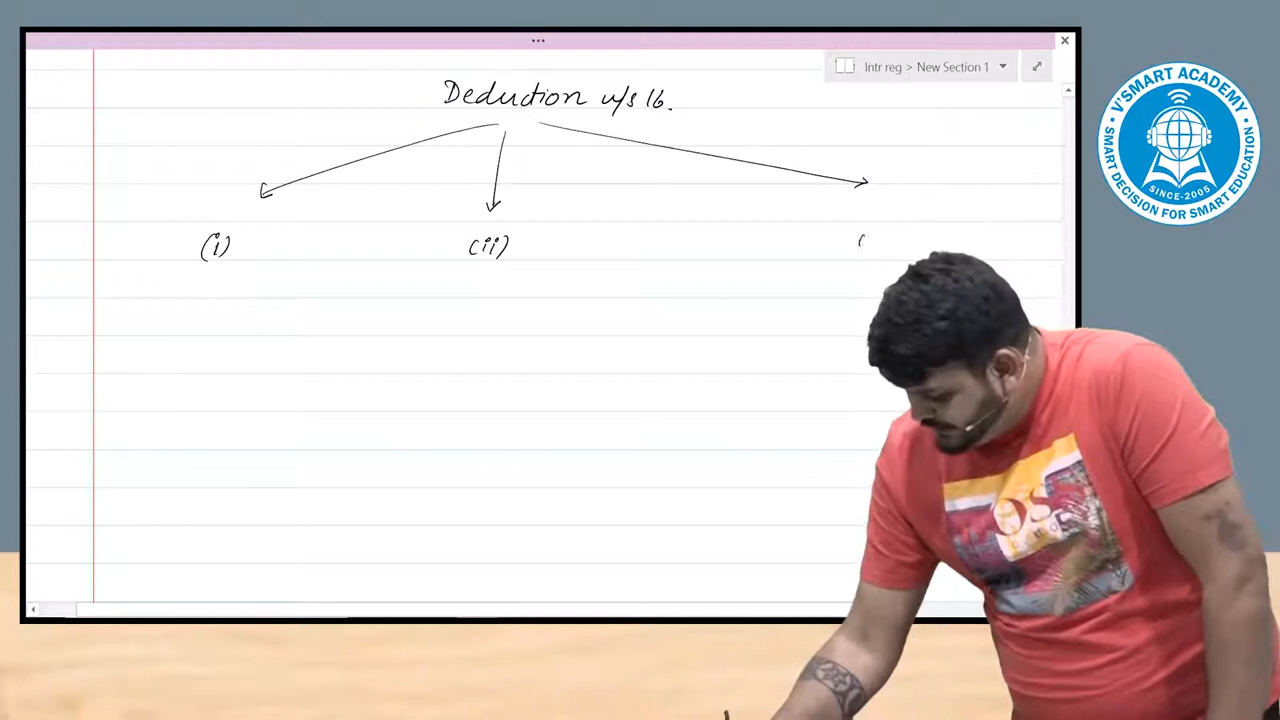 Intr reg > New Section 1
Deduction u/s 16.
(i) (ii) (
V'SMART ACADEMY
SINCE-2005
SMART DECISION FOR SMART EDUCATION